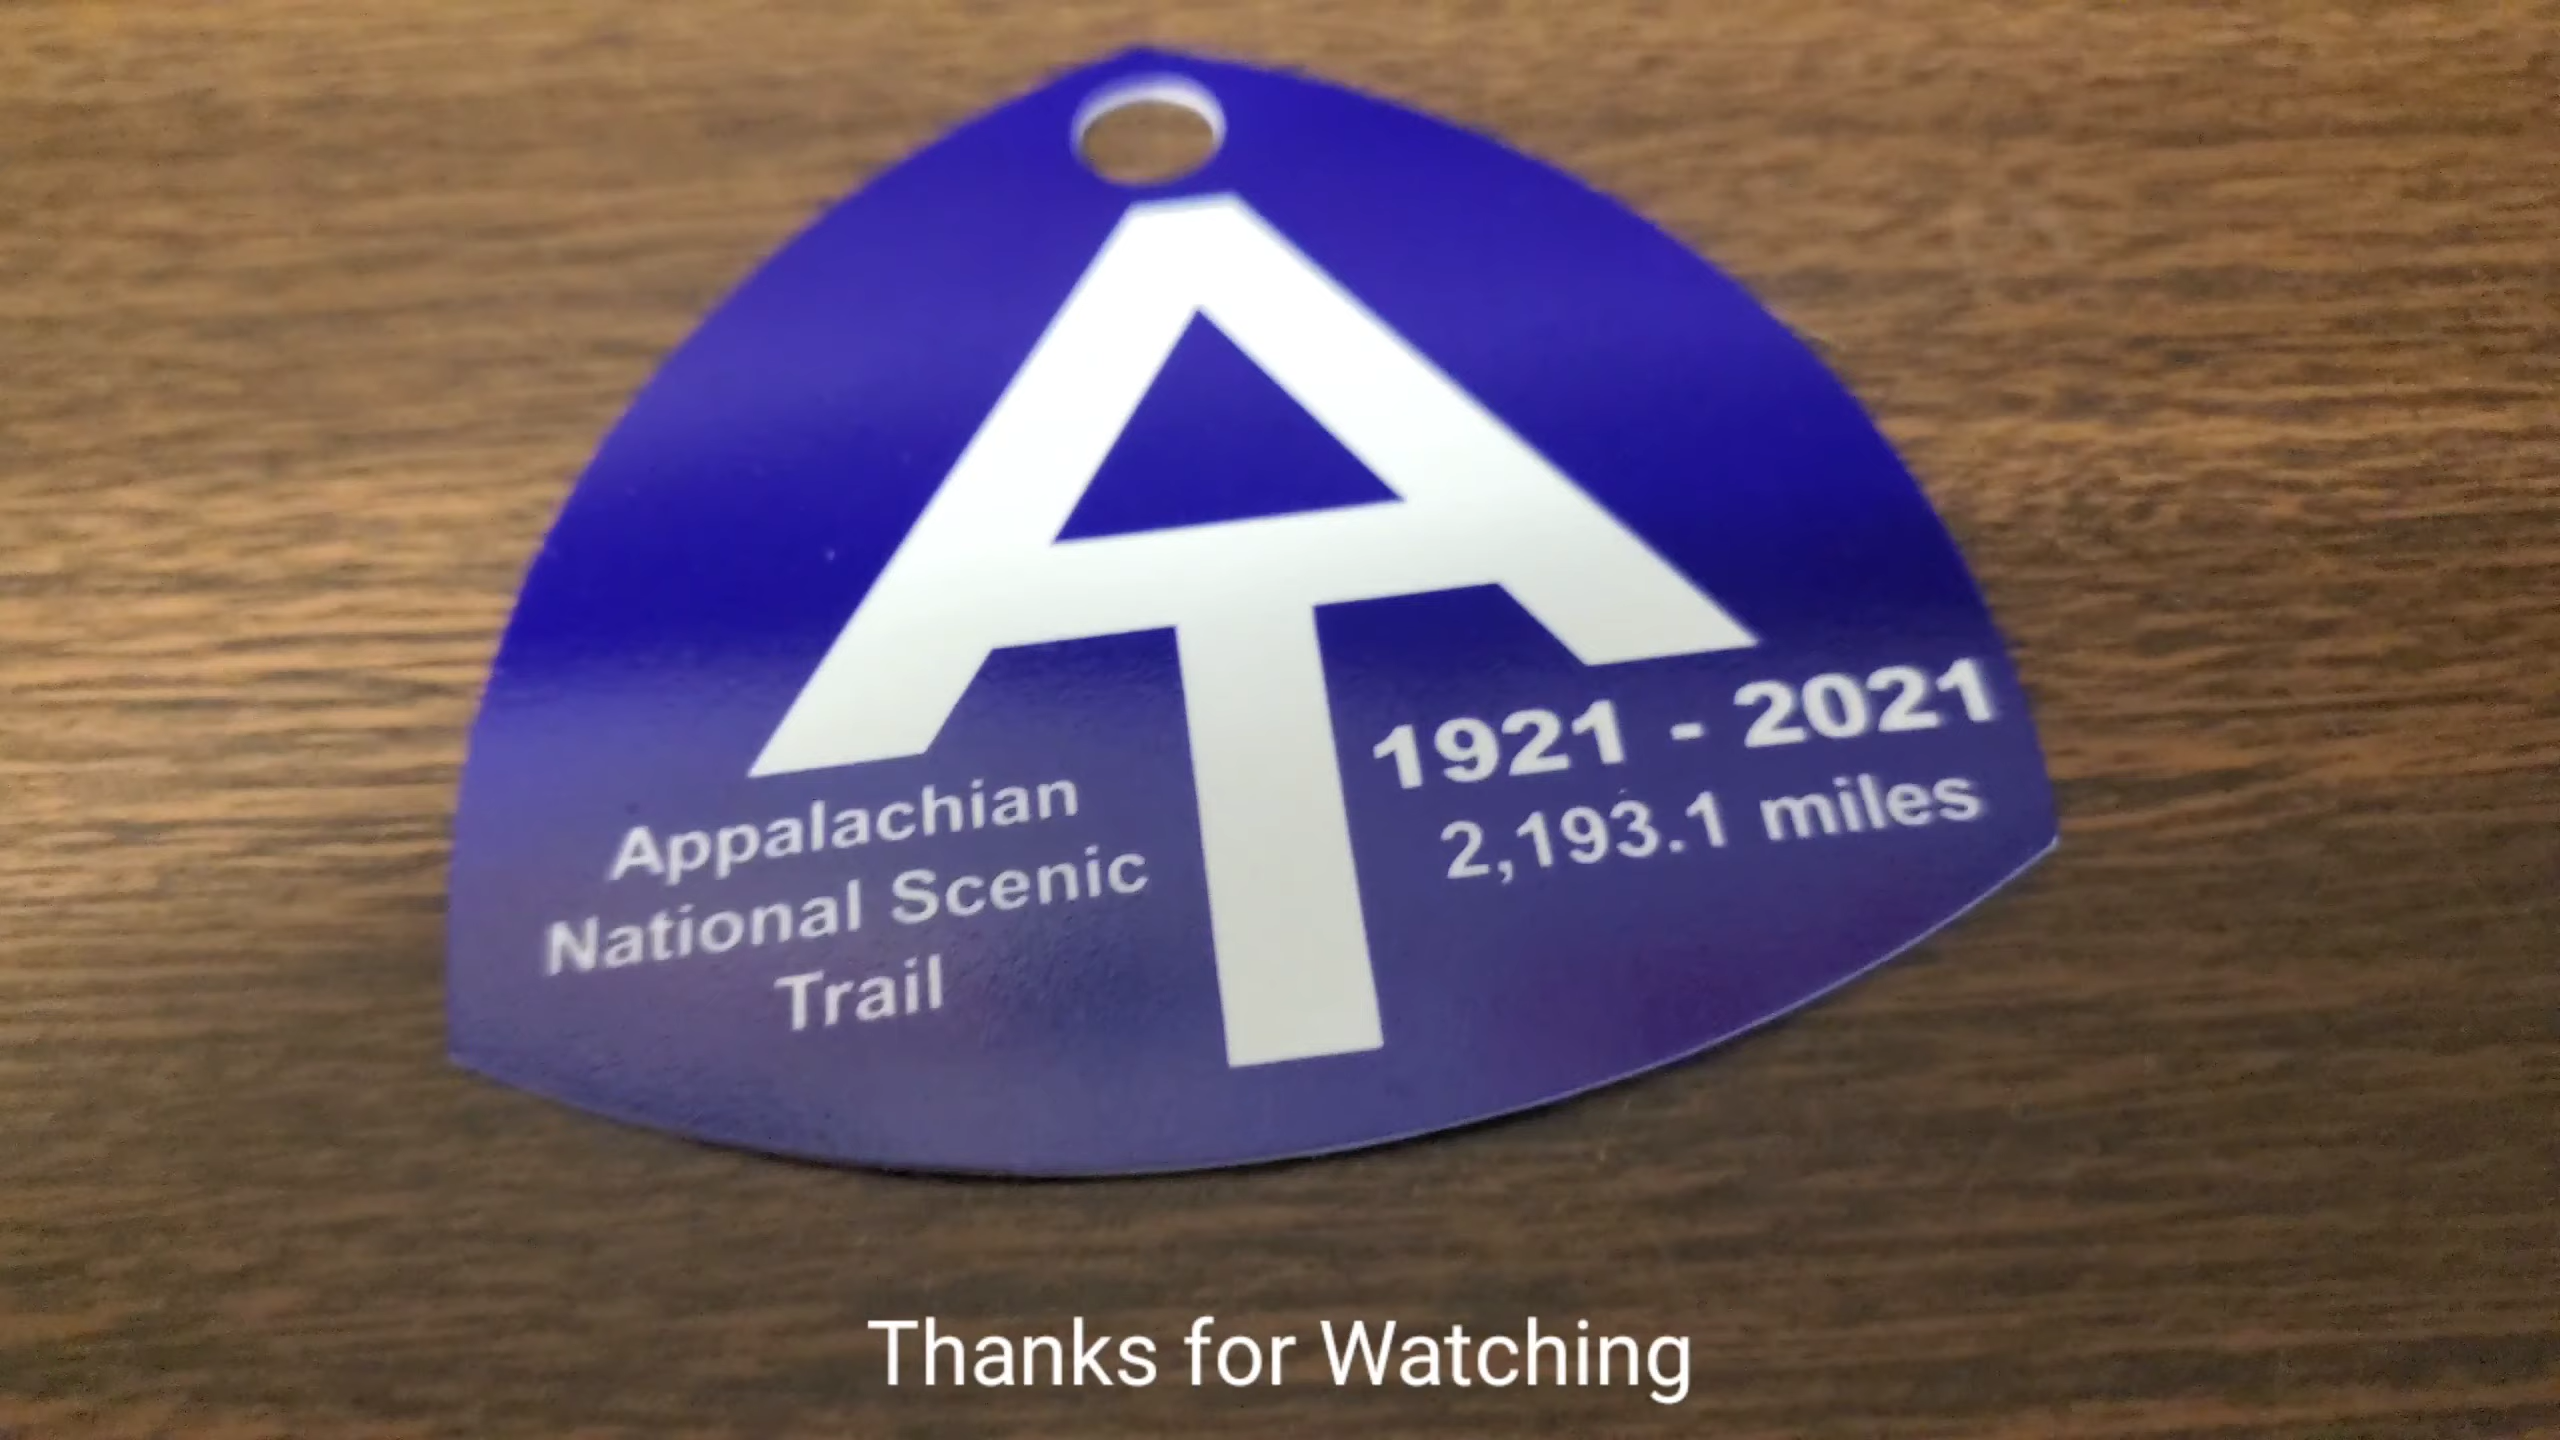 AT
1921 - 2021
2,193.1 miles
Appalachian
National Scenic
Trail
Thanks for Watching